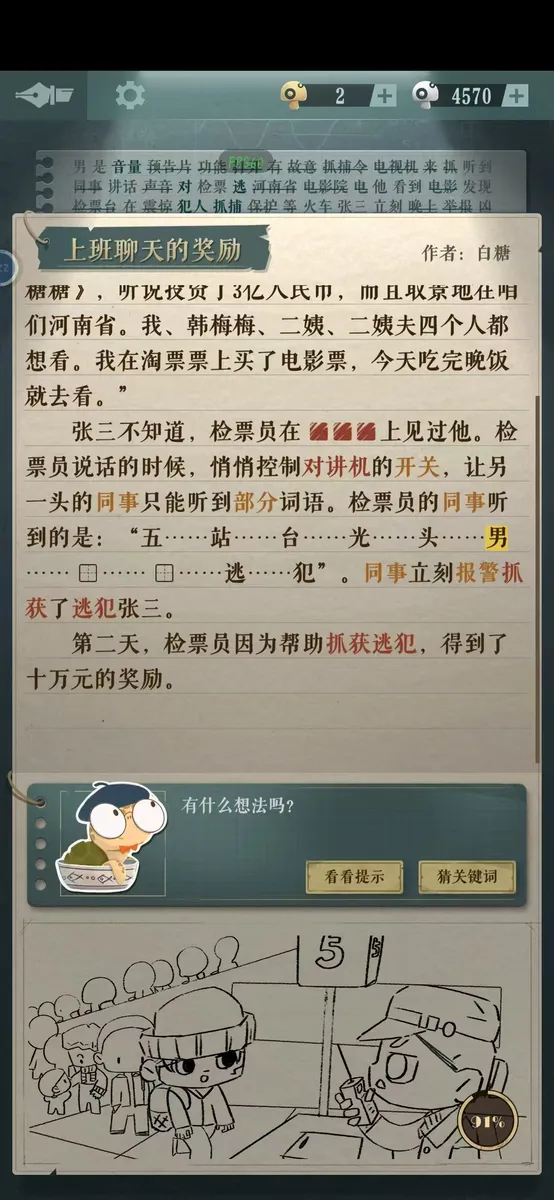 2
4570
男 是 音量 预告片 功能 有 故意 抓捕令 电视机 来 抓 听到
同事 讲话 声音 对 检票 逃 河南省 电影院 电 他 看到 电影 发现
检票台 在 震惊 犯人 抓捕 保护 等 火车 张三 立刻 晚上 举报 凶
上班聊天的奖励
作者：白糖
糖糖》，听说投资了3亿人民币，而且取景地在咱
们河南省。我、韩梅梅、二姨、二姨夫四个人都
想看。我在淘票票上买了电影票，今天吃完晚饭
就去看。”
张三不知道，检票员在上见过他。检
票员说话的时候，悄悄控制对讲机的开关，让另
一头的同事只能听到部分词语。检票员的同事听
到的是：“五……站……台……光……头……男
……□……□……逃……犯”。同事立刻报警抓
获了逃犯张三。
第二天，检票员因为帮助抓获逃犯，得到了
十万元的奖励。
有什么想法吗？
看看提示
猜关键词
5
5
91%